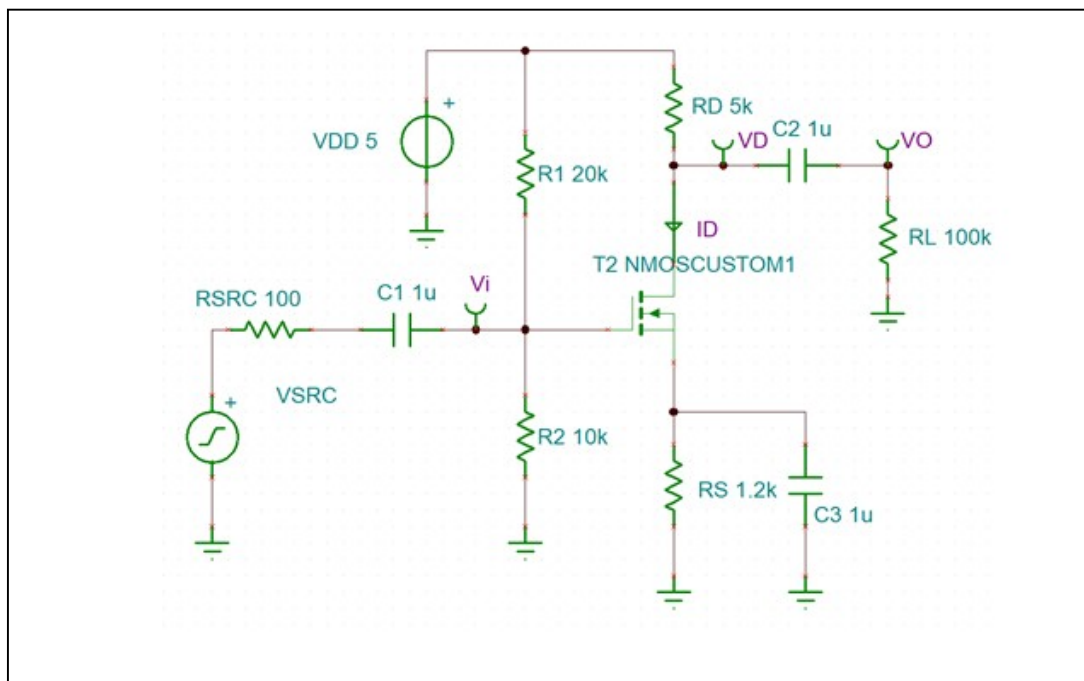 RD 5k
VD
C2 1u
VO
VDD 5
+
R1 20k
ID
RL 100k
T2 NMOSCUSTOM1
RSRC 100
C1 1u
Vi
VSRC
+
R2 10k
RS 1.2k
C3 1u